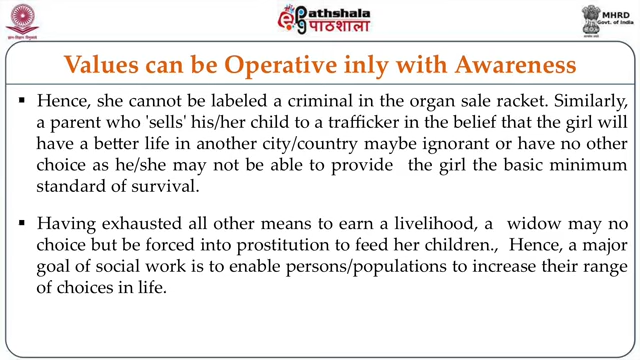 ePathshala
पाठशाला
MHRD
Govt. of India
Values can be Operative inly with Awareness
▪ Hence, she cannot be labeled a criminal in the organ sale racket. Similarly,
a parent who 'sells' his/her child to a trafficker in the belief that the girl will
have a better life in another city/country maybe ignorant or have no other
choice as he/she may not be able to provide the girl the basic minimum
standard of survival.
▪ Having exhausted all other means to earn a livelihood, a widow may no
choice but be forced into prostitution to feed her children., Hence, a major
goal of social work is to enable persons/populations to increase their range
of choices in life.